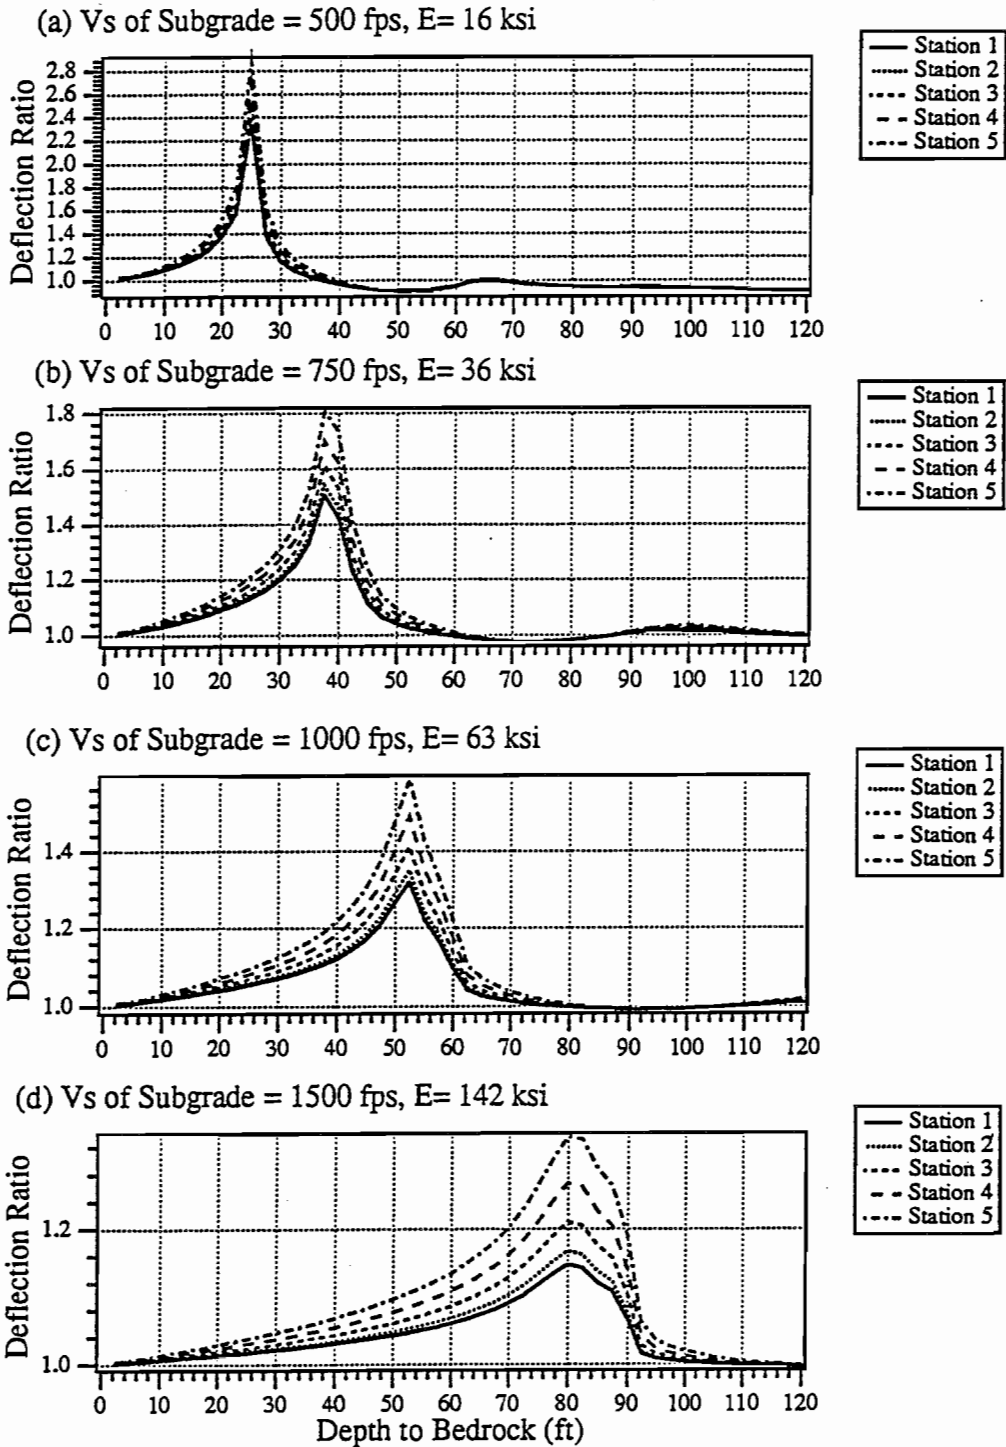 (a) Vs of Subgrade = 500 fps, E= 16 ksi
Deflection Ratio
2.8
2.6
2.4
2.2
2.0
1.8
1.6
1.4
1.2
1.0
0 10 20 30 40 50 60 70 80 90 100 110 120
Station 1
Station 2
Station 3
Station 4
Station 5
(b) Vs of Subgrade = 750 fps, E= 36 ksi
Deflection Ratio
1.8
1.6
1.4
1.2
1.0
0 10 20 30 40 50 60 70 80 90 100 110 120
Station 1
Station 2
Station 3
Station 4
Station 5
(c) Vs of Subgrade = 1000 fps, E= 63 ksi
Deflection Ratio
1.4
1.2
1.0
0 10 20 30 40 50 60 70 80 90 100 110 120
Station 1
Station 2
Station 3
Station 4
Station 5
(d) Vs of Subgrade = 1500 fps, E= 142 ksi
Deflection Ratio
1.2
1.0
0 10 20 30 40 50 60 70 80 90 100 110 120
Depth to Bedrock (ft)
Station 1
Station 2
Station 3
Station 4
Station 5